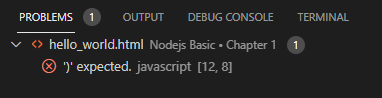 PROBLEMS 1 OUTPUT DEBUG CONSOLE TERMINAL
hello_world.html Nodejs Basic • Chapter 1 1
')' expected. javascript [12, 8]